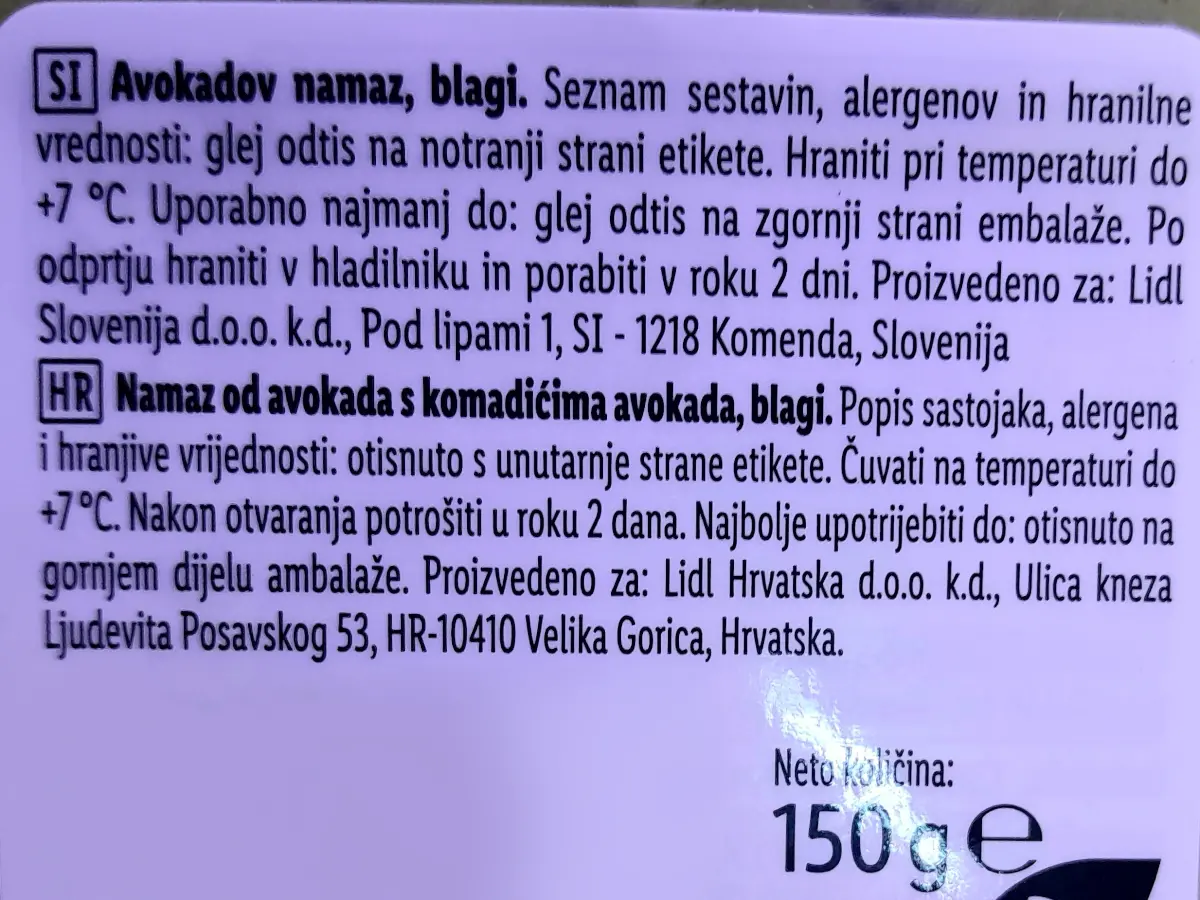 SI Avokadov namaz, blagi. Seznam sestavin, alergenov in hranilne
vrednosti: glej odtis na notranji strani etikete. Hraniti pri temperaturi do
+7 °C. Uporabno najmanj do: glej odtis na zgornji strani embalaže. Po
odprtju hraniti v hladilniku in porabiti v roku 2 dni. Proizvedeno za: Lidl
Slovenija d.o.o. k.d., Pod lipami 1, SI - 1218 Komenda, Slovenija
HR Namaz od avokada s komadićima avokada, blagi. Popis sastojaka, alergena
i hranjive vrijednosti: otisnuto s unutarnje strane etikete. Čuvati na temperaturi do
+7 °C. Nakon otvaranja potrošiti u roku 2 dana. Najbolje upotrijebiti do: otisnuto na
gornjem dijelu ambalaže. Proizvedeno za: Lidl Hrvatska d.o.o. k.d., Ulica kneza
Ljudevita Posavskog 53, HR-10410 Velika Gorica, Hrvatska.
Neto količina:
150 g e